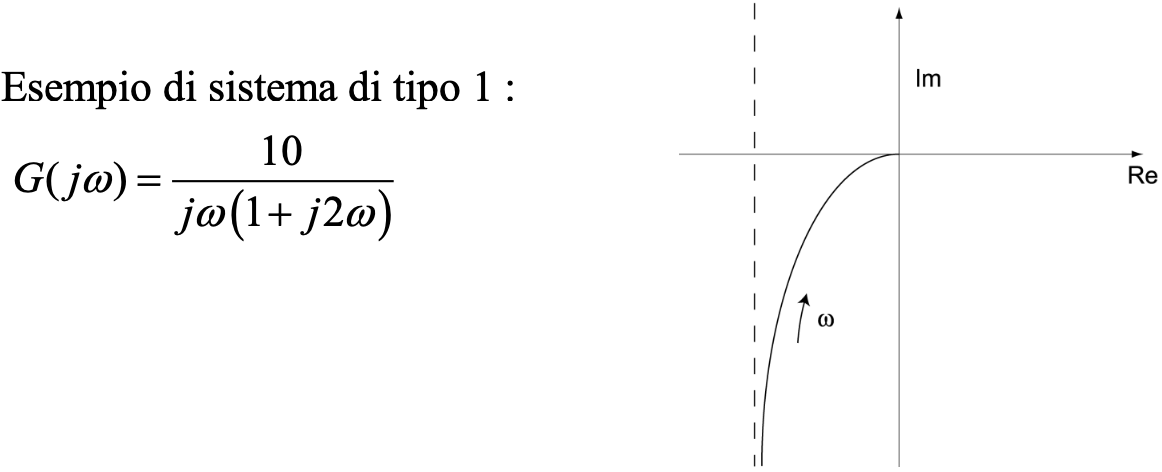 Esempio di sistema di tipo 1 :
G(jω) = 10 / jω(1 + j2ω)
Im
Re
ω